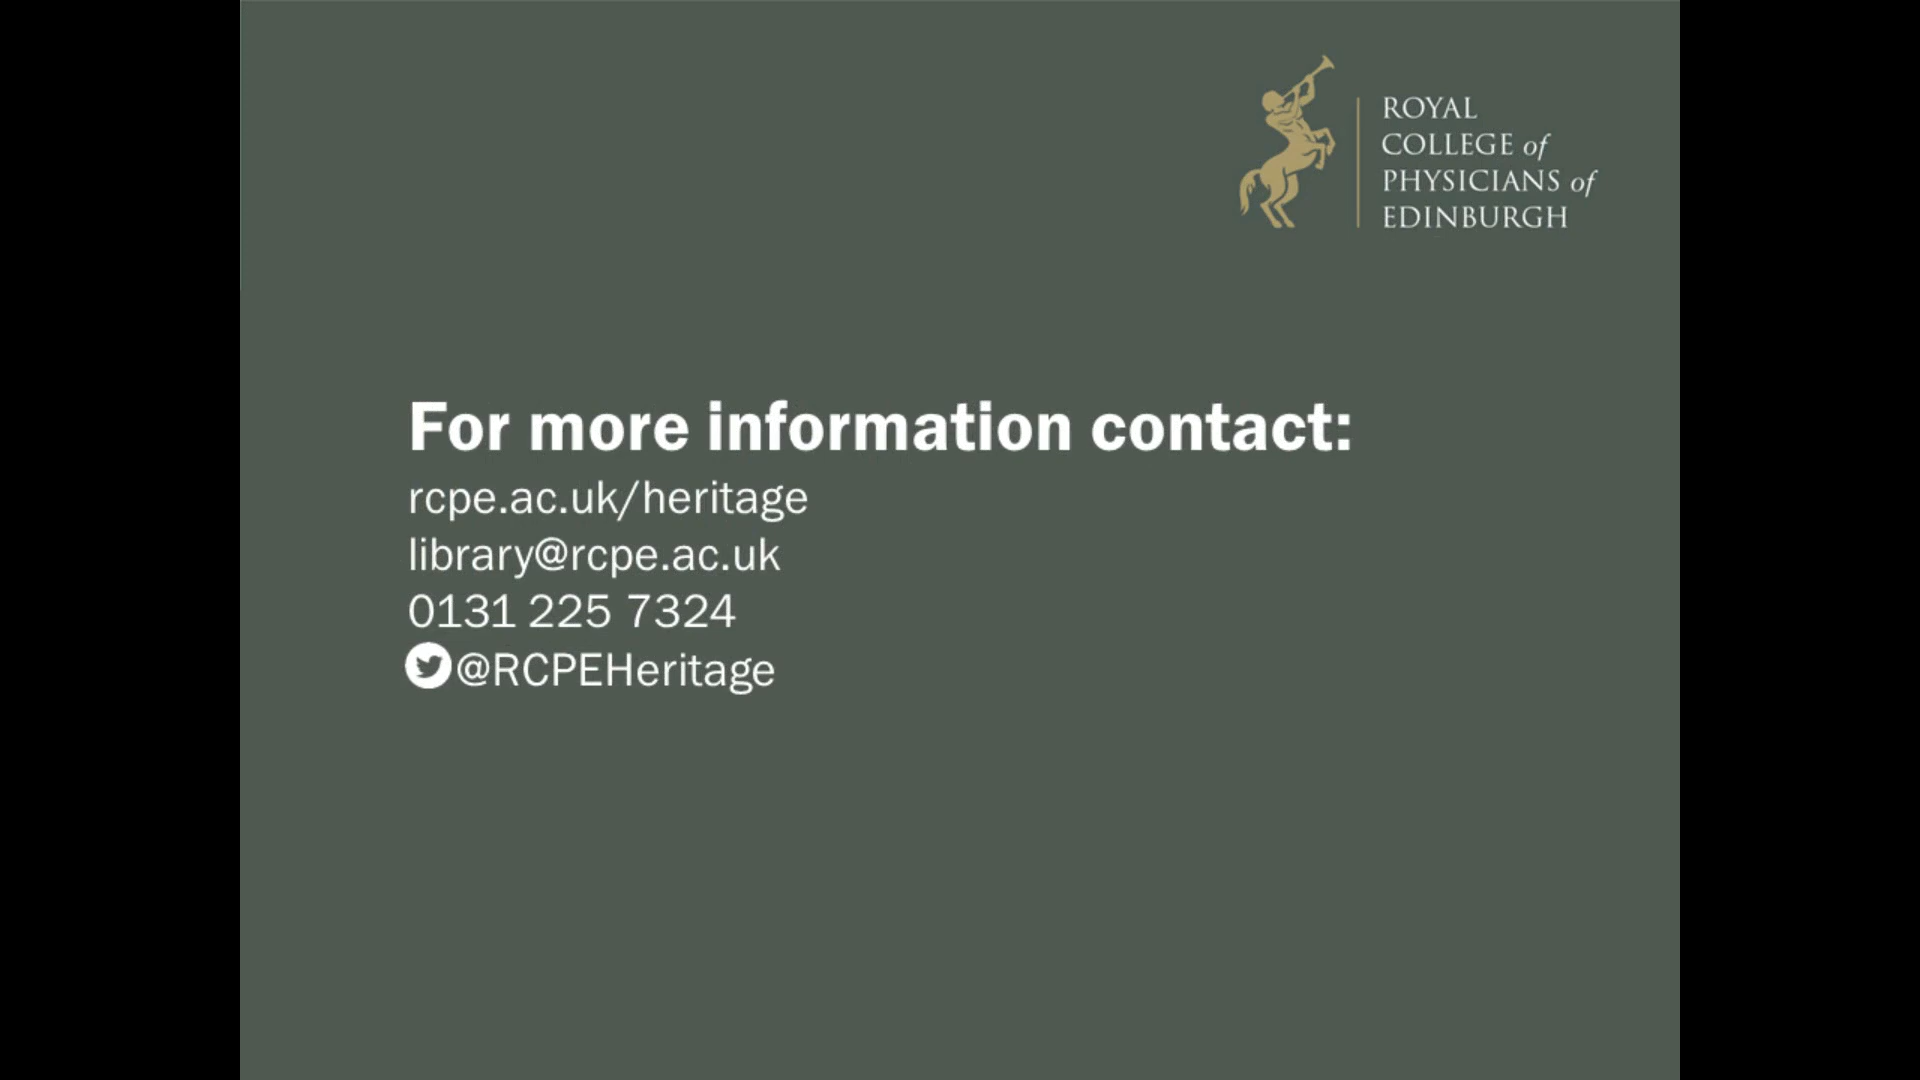 ROYAL
COLLEGE of
PHYSICIANS of
EDINBURGH
For more information contact:
rcpe.ac.uk/heritage
library@rcpe.ac.uk
0131 225 7324
@RCPEHeritage